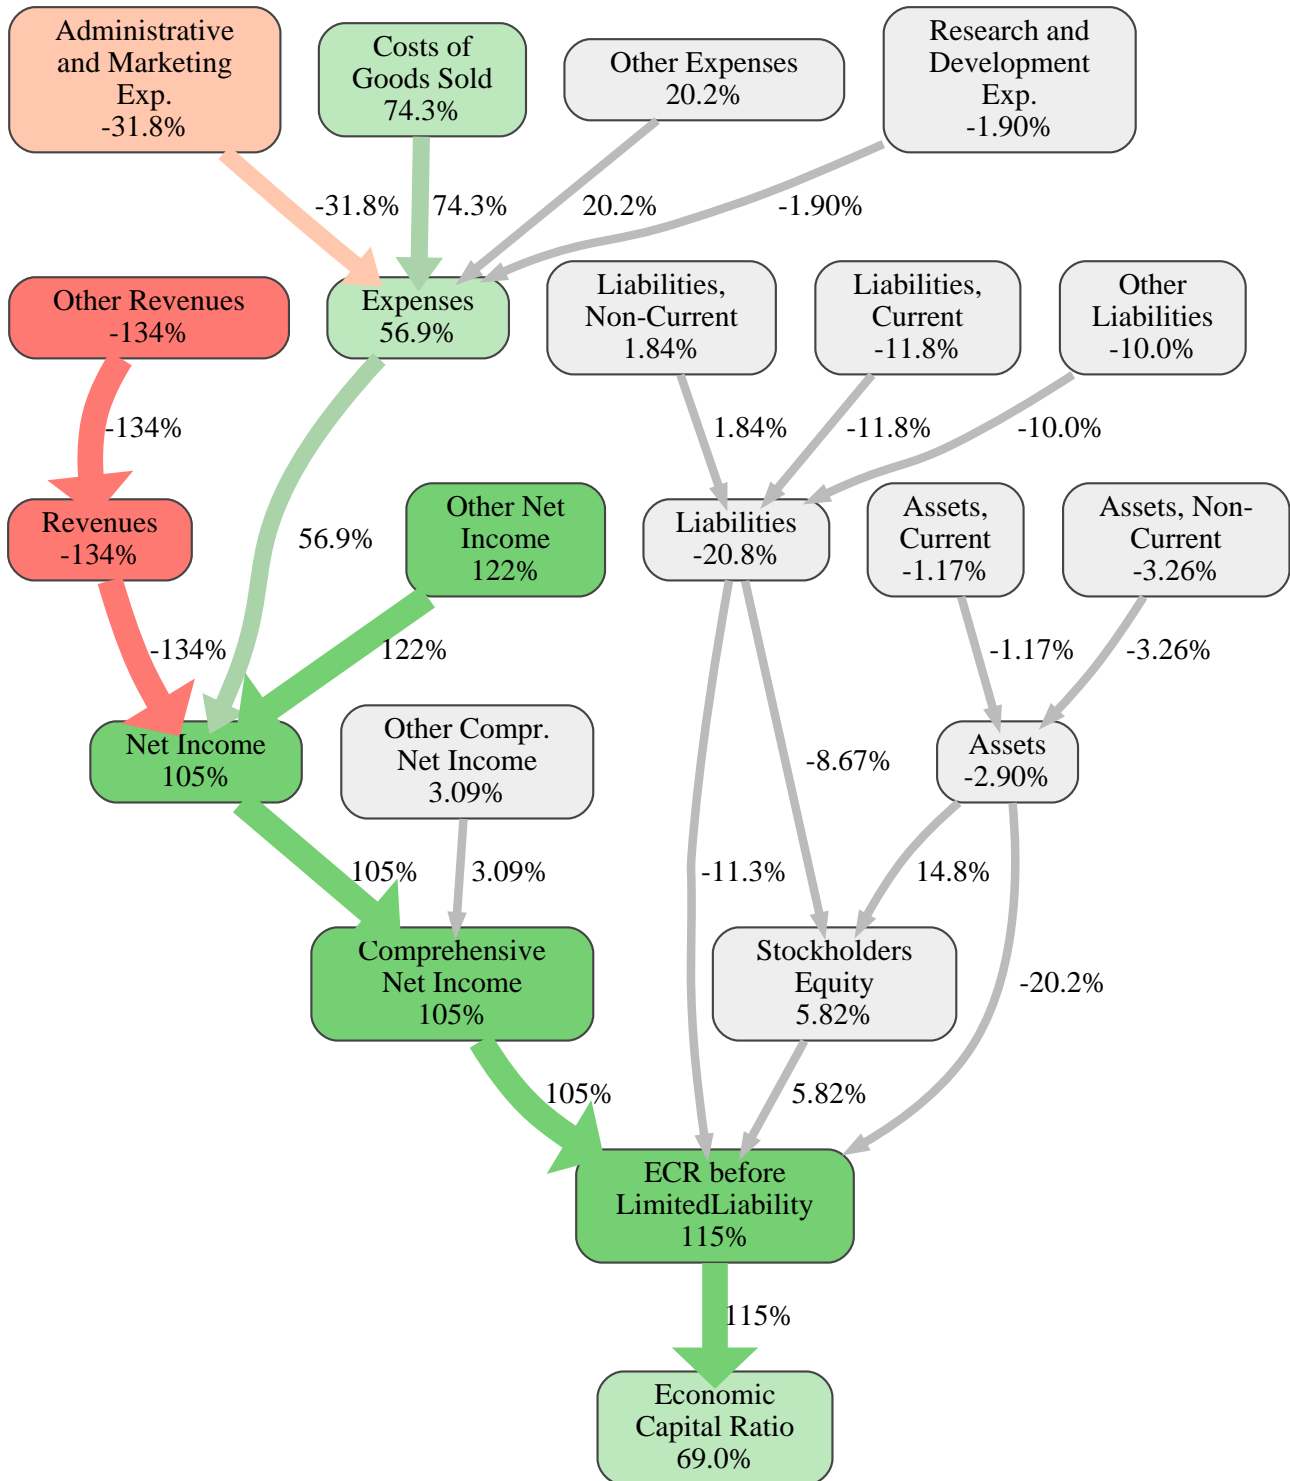 Administrative
and Marketing
Exp.
-31.8%
Costs of
Goods Sold
74.3%
Other Expenses
20.2%
Research and
Development
Exp.
-1.90%
-31.8%
74.3%
20.2%
-1.90%
Other Revenues
-134%
Expenses
56.9%
Liabilities,
Non-Current
1.84%
Liabilities,
Current
-11.8%
Other
Liabilities
-10.0%
-134%
1.84%
-11.8%
-10.0%
Revenues
-134%
56.9%
Other Net
Income
122%
Liabilities
-20.8%
Assets,
Current
-1.17%
Assets, Non-
Current
-3.26%
-134%
122%
-1.17%
-3.26%
Net Income
105%
Other Compr.
Net Income
3.09%
-8.67%
Assets
-2.90%
105%
3.09%
-11.3%
14.8%
Comprehensive
Net Income
105%
Stockholders
Equity
5.82%
-20.2%
105%
5.82%
ECR before
LimitedLiability
115%
115%
Economic
Capital Ratio
69.0%